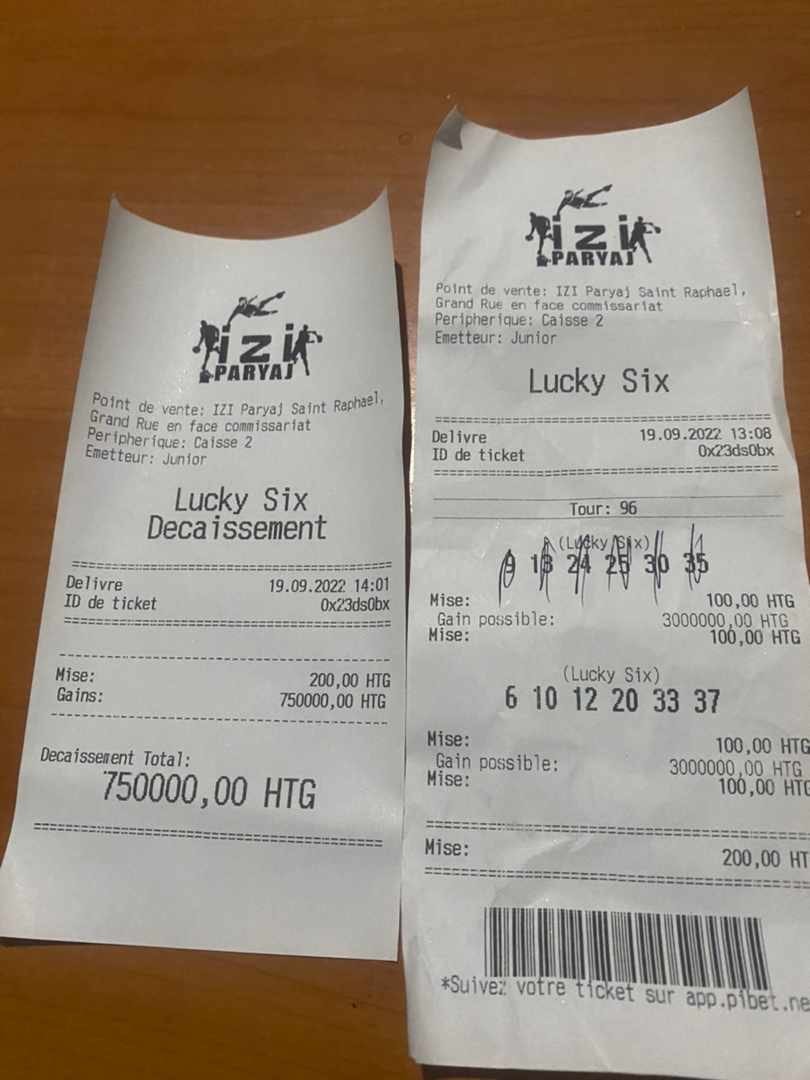 izi
PARYAJ
Point de vente: IZI Paryaj Saint Raphael,
Grand Rue en face commissariat
Peripherique: Caisse 2
Emetteur: Junior
Lucky Six
Decaissement
Delivre 19.09.2022 14:01
ID de ticket 0x23ds0bx
Mise: 200,00 HTG
Gains: 750000,00 HTG
Decaissement Total:
750000,00 HTG
izi
PARYAJ
Point de vente: IZI Paryaj Saint Raphael,
Grand Rue en face commissariat
Peripherique: Caisse 2
Emetteur: Junior
Lucky Six
Delivre 19.09.2022 13:08
ID de ticket 0x23ds0bx
Tour: 96
(Lucky Six)
9 13 24 25 30 35
Mise: 100,00 HTG
Gain possible: 3000000,00 HTG
Mise: 100,00 HTG
(Lucky Six)
6 10 12 20 33 37
Mise: 100,00 HTG
Gain possible: 3000000,00 HTG
Mise: 100,00 HTG
Mise: 200,00 HT
*Suivez votre ticket sur app.pibet.ne